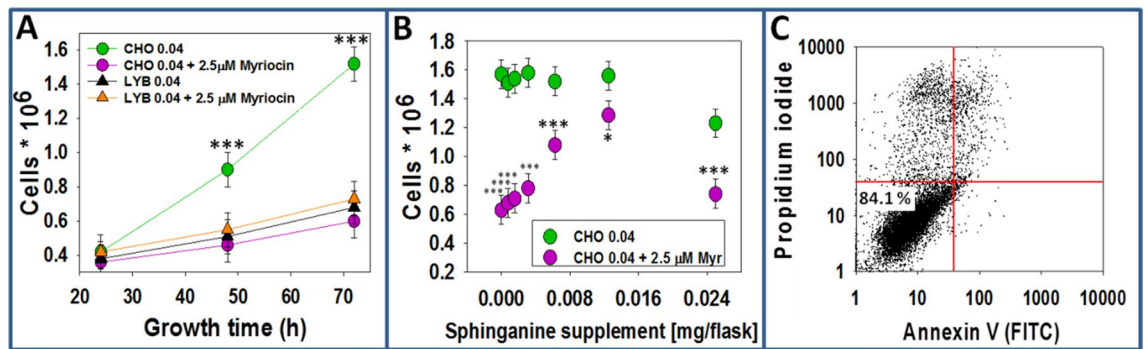 A
Cells * 10⁶
1.6
1.4
1.2
1.0
0.8
0.6
0.4
CHO 0.04
CHO 0.04 + 2.5µM Myriocin
LYB 0.04
LYB 0.04 + 2.5 µM Myriocin
***
***
20 30 40 50 60 70
Growth time (h)
B
Cells * 10⁶
1.8
1.6
1.4
1.2
1.0
0.8
0.6
0.4
0.2
***
***
***
***
***
*
***
CHO 0.04
CHO 0.04 + 2.5 µM Myr
0.000 0.008 0.016 0.024
Sphinganine supplement [mg/flask]
C
Propidium iodide
10000
1000
100
10
1
84.1%
1 10 100 1000 10000
Annexin V (FITC)